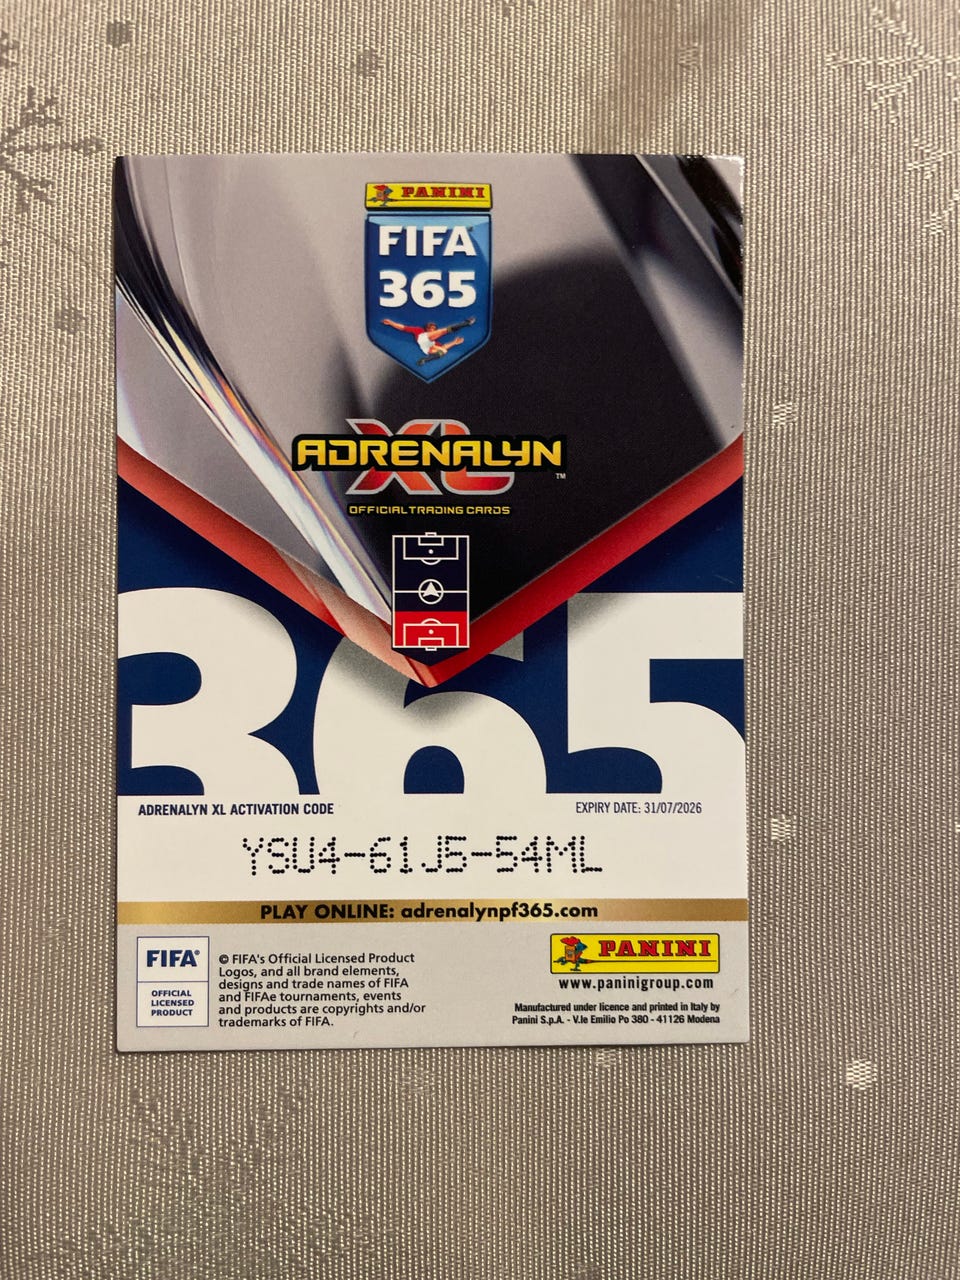 PANINI
FIFA
365
ADRENALYN
XL
™
OFFICIAL TRADING CARDS
365
ADRENALYN XL ACTIVATION CODE
EXPIRY DATE: 31/07/2026
YSU4-61J5-54ML
PLAY ONLINE: adrenalynpf365.com
FIFA®
OFFICIAL
LICENSED
PRODUCT
© FIFA's Official Licensed Product
Logos, and all brand elements,
designs and trade names of FIFA
and FIFAe tournaments, events
and products are copyrights and/or
trademarks of FIFA.
PANINI
www.paninigroup.com
Manufactured under licence and printed in Italy by
Panini S.p.A. - V.le Emilio Po 380 - 41126 Modena